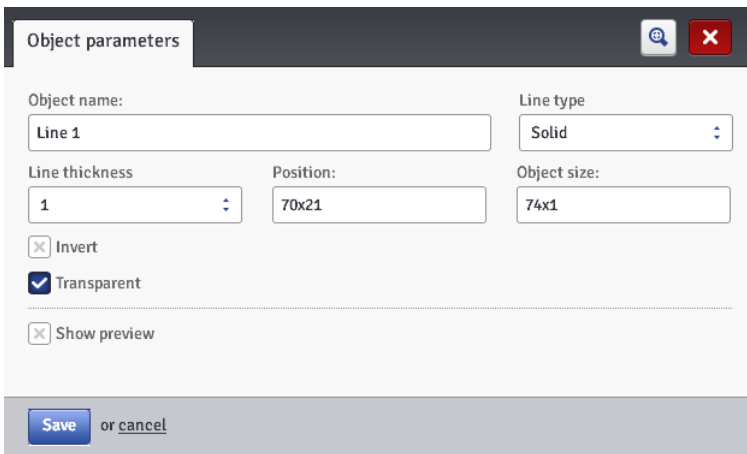 Object parameters
Object name:
Line type
Line 1
Solid
Line thickness
Position:
Object size:
1
70x21
74x1
Invert
Transparent
Show preview
Save or cancel